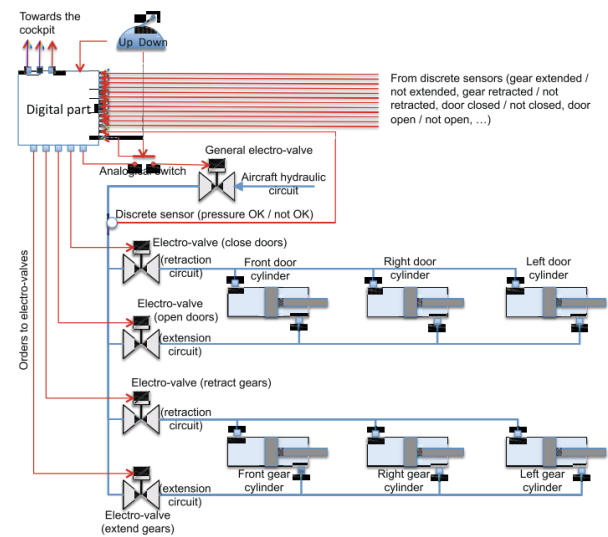 Towards the
cockpit
Up Down
Digital part
From discrete sensors (gear extended /
not extended, gear retracted / not
retracted, door closed / not closed, door
open / not open, …)
General electro-valve
Analogical switch
Aircraft hydraulic
circuit
Discrete sensor (pressure OK / not OK)
Orders to electro-valves
Electro-valve (close doors)
(retraction
circuit)
Front door
cylinder
Right door
cylinder
Left door
cylinder
Electro-valve
(open doors)
(extension
circuit)
Electro-valve (retract gears)
(retraction
circuit)
Front gear
cylinder
Right gear
cylinder
Left gear
cylinder
(extension
circuit)
Electro-valve
(extend gears)